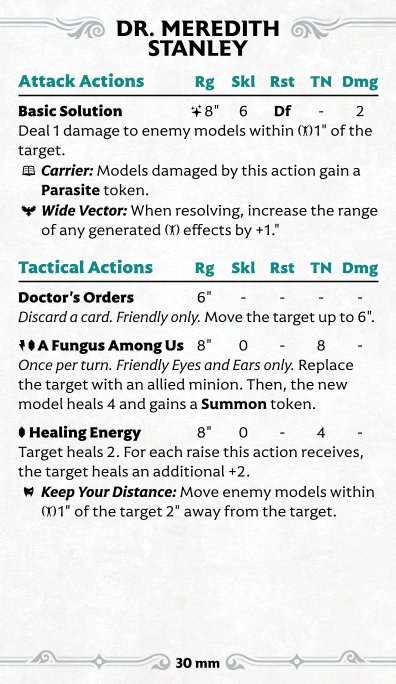 DR. MEREDITH
STANLEY
Attack Actions Rg Skl Rst TN Dmg
Basic Solution 8" 6 Df - 2
Deal 1 damage to enemy models within 1" of the
target.
Carrier: Models damaged by this action gain a
Parasite token.
Wide Vector: When resolving, increase the range
of any generated effects by +1."
Tactical Actions Rg Skl Rst TN Dmg
Doctor's Orders 6" - - - -
Discard a card. Friendly only. Move the target up to 6".
A Fungus Among Us 8" 0 - 8 -
Once per turn. Friendly Eyes and Ears only. Replace
the target with an allied minion. Then, the new
model heals 4 and gains a Summon token.
Healing Energy 8" 0 - 4 -
Target heals 2. For each raise this action receives,
the target heals an additional +2.
Keep Your Distance: Move enemy models within
1" of the target 2" away from the target.
30 mm